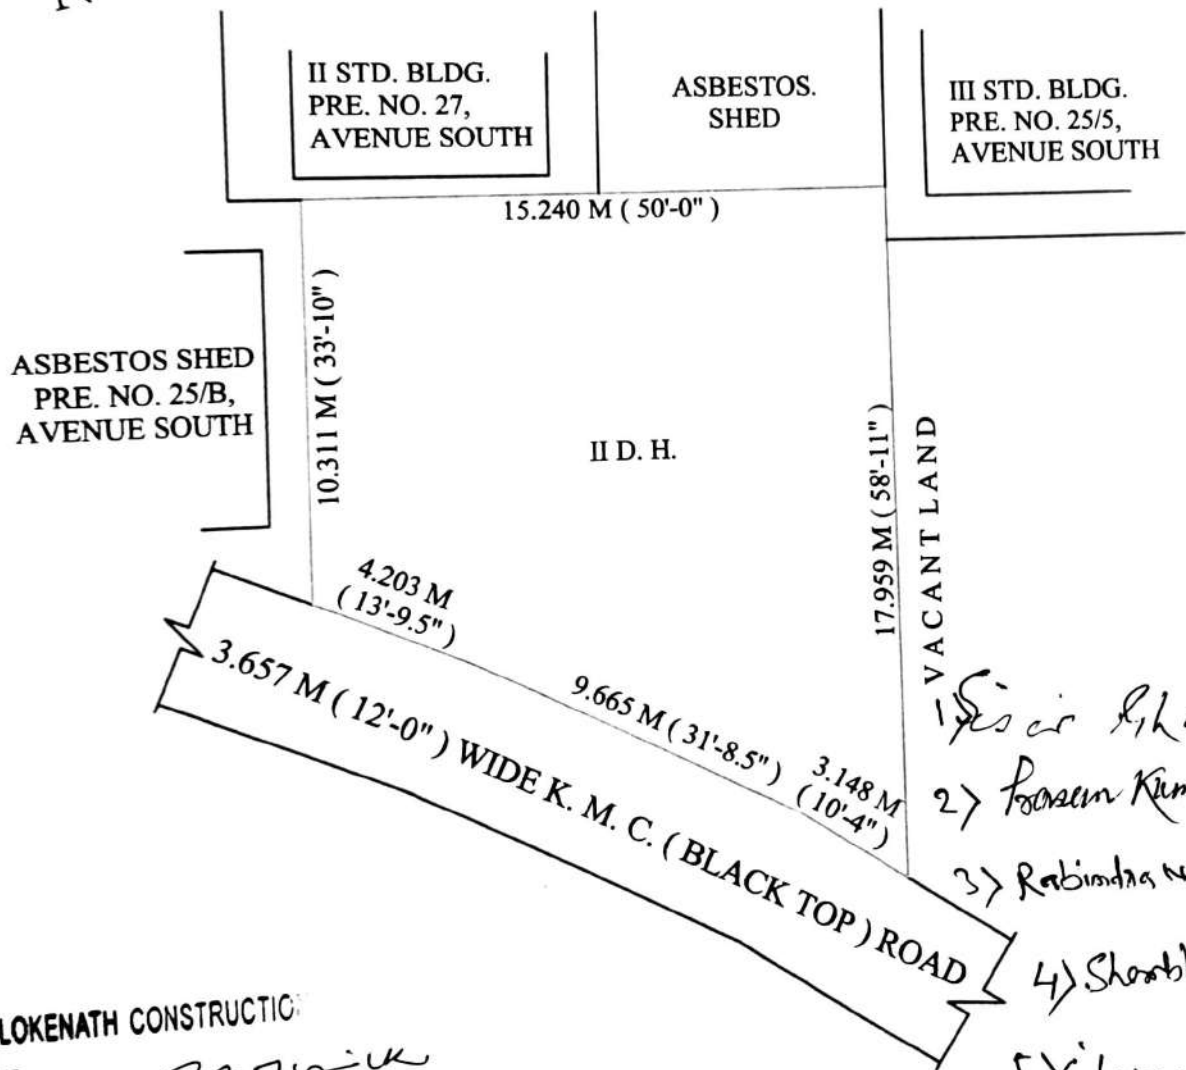 II STD. BLDG.
PRE. NO. 27,
AVENUE SOUTH
ASBESTOS.
SHED
III STD. BLDG.
PRE. NO. 25/5,
AVENUE SOUTH
15.240 M ( 50'-0" )
ASBESTOS SHED
PRE. NO. 25/B,
AVENUE SOUTH
10.311 M ( 33'-10" )
II D. H.
17.959 M ( 58'-11" )
VACANT LAND
4.203 M
( 13'-9.5" )
9.665 M ( 31'-8.5" )
3.148 M
( 10'-4" )
3.657 M ( 12'-0" ) WIDE K. M. C. ( BLACK TOP ) ROAD
1)
2) Kum
3) Rabindra N
4)
5)
LOKENATH CONSTRUCTIO